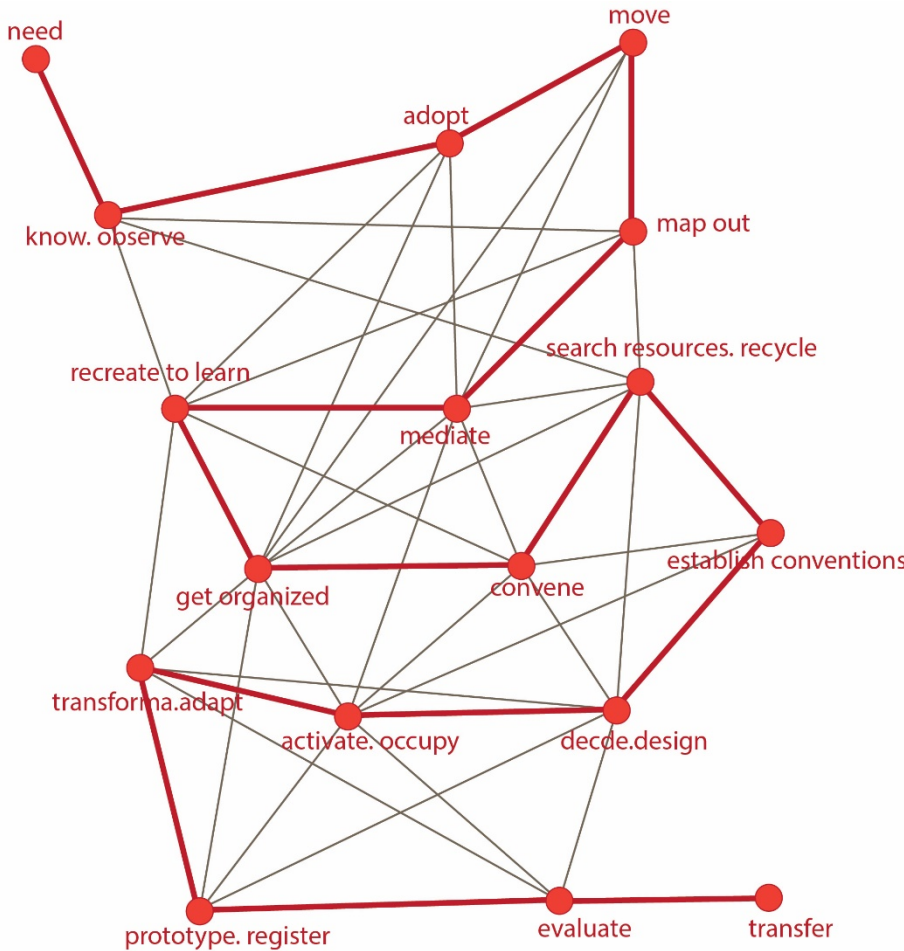 need
move
adopt
know. observe
map out
search resources. recycle
recreate to learn
mediate
establish conventions
get organized
convene
transforma.adapt
activate. occupy
decde.design
prototype. register
evaluate
transfer